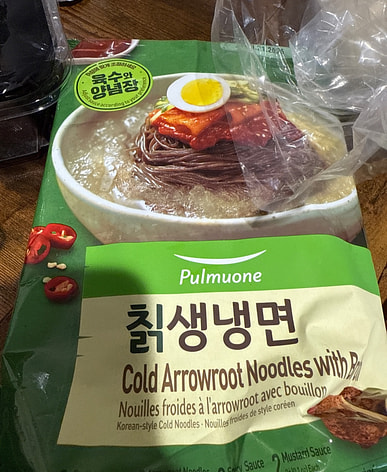 육수와
양념장
Pulmuone
칡생냉면
Cold Arrowroot Noodles with
Nouilles froides à l'arrowroot avec bouillon
Korean-style Cold Noodles · Nouilles froides de style coréen
Sauce
2 Mustard Sauce